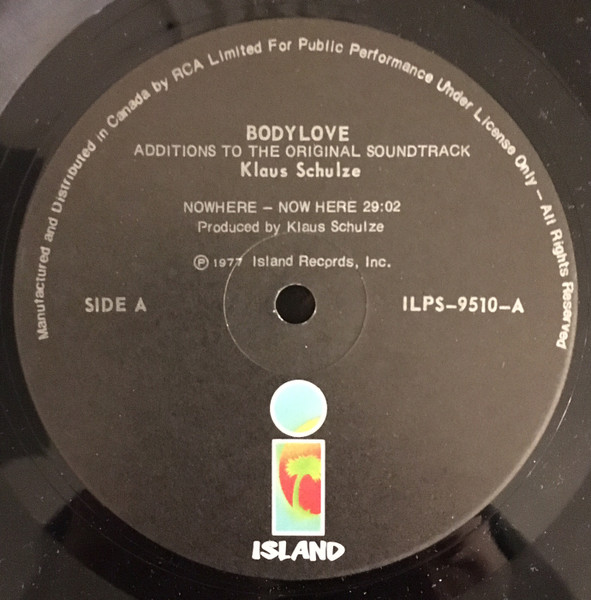 Manufactured and Distributed in Canada by RCA Limited For Public Performance Under License Only – All Rights Reserved
BODYLOVE
ADDITIONS TO THE ORIGINAL SOUNDTRACK
Klaus Schulze
NOWHERE – NOW HERE 29:02
Produced by Klaus Schulze
℗ 1977 Island Records, Inc.
SIDE A
ILPS–9510–A
ISLAND